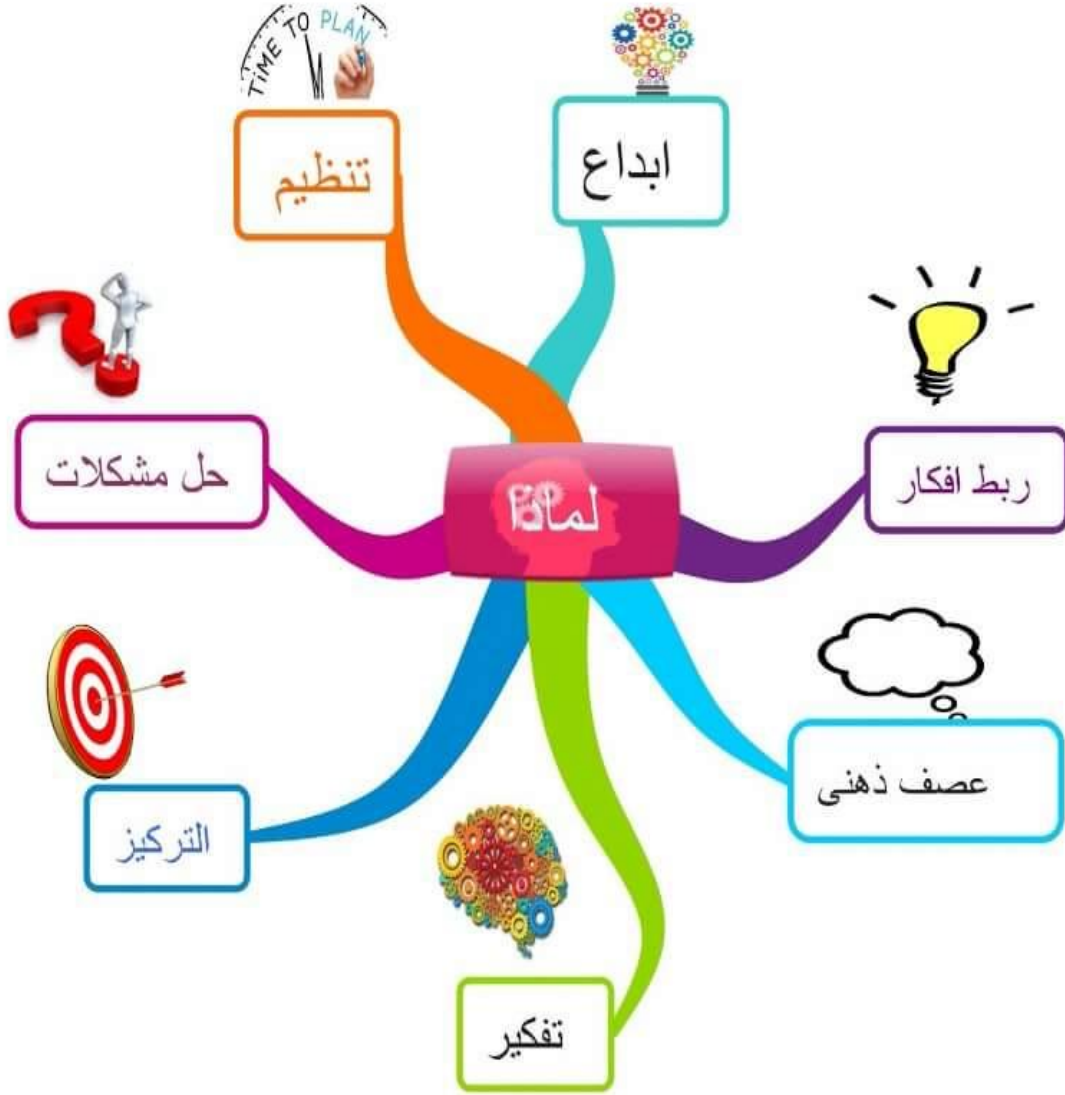 TIME TO PLAN
ابداع
تنظيم
ربط افكار
حل مشكلات
لماذا
عصف ذهنى
التركيز
تفكير